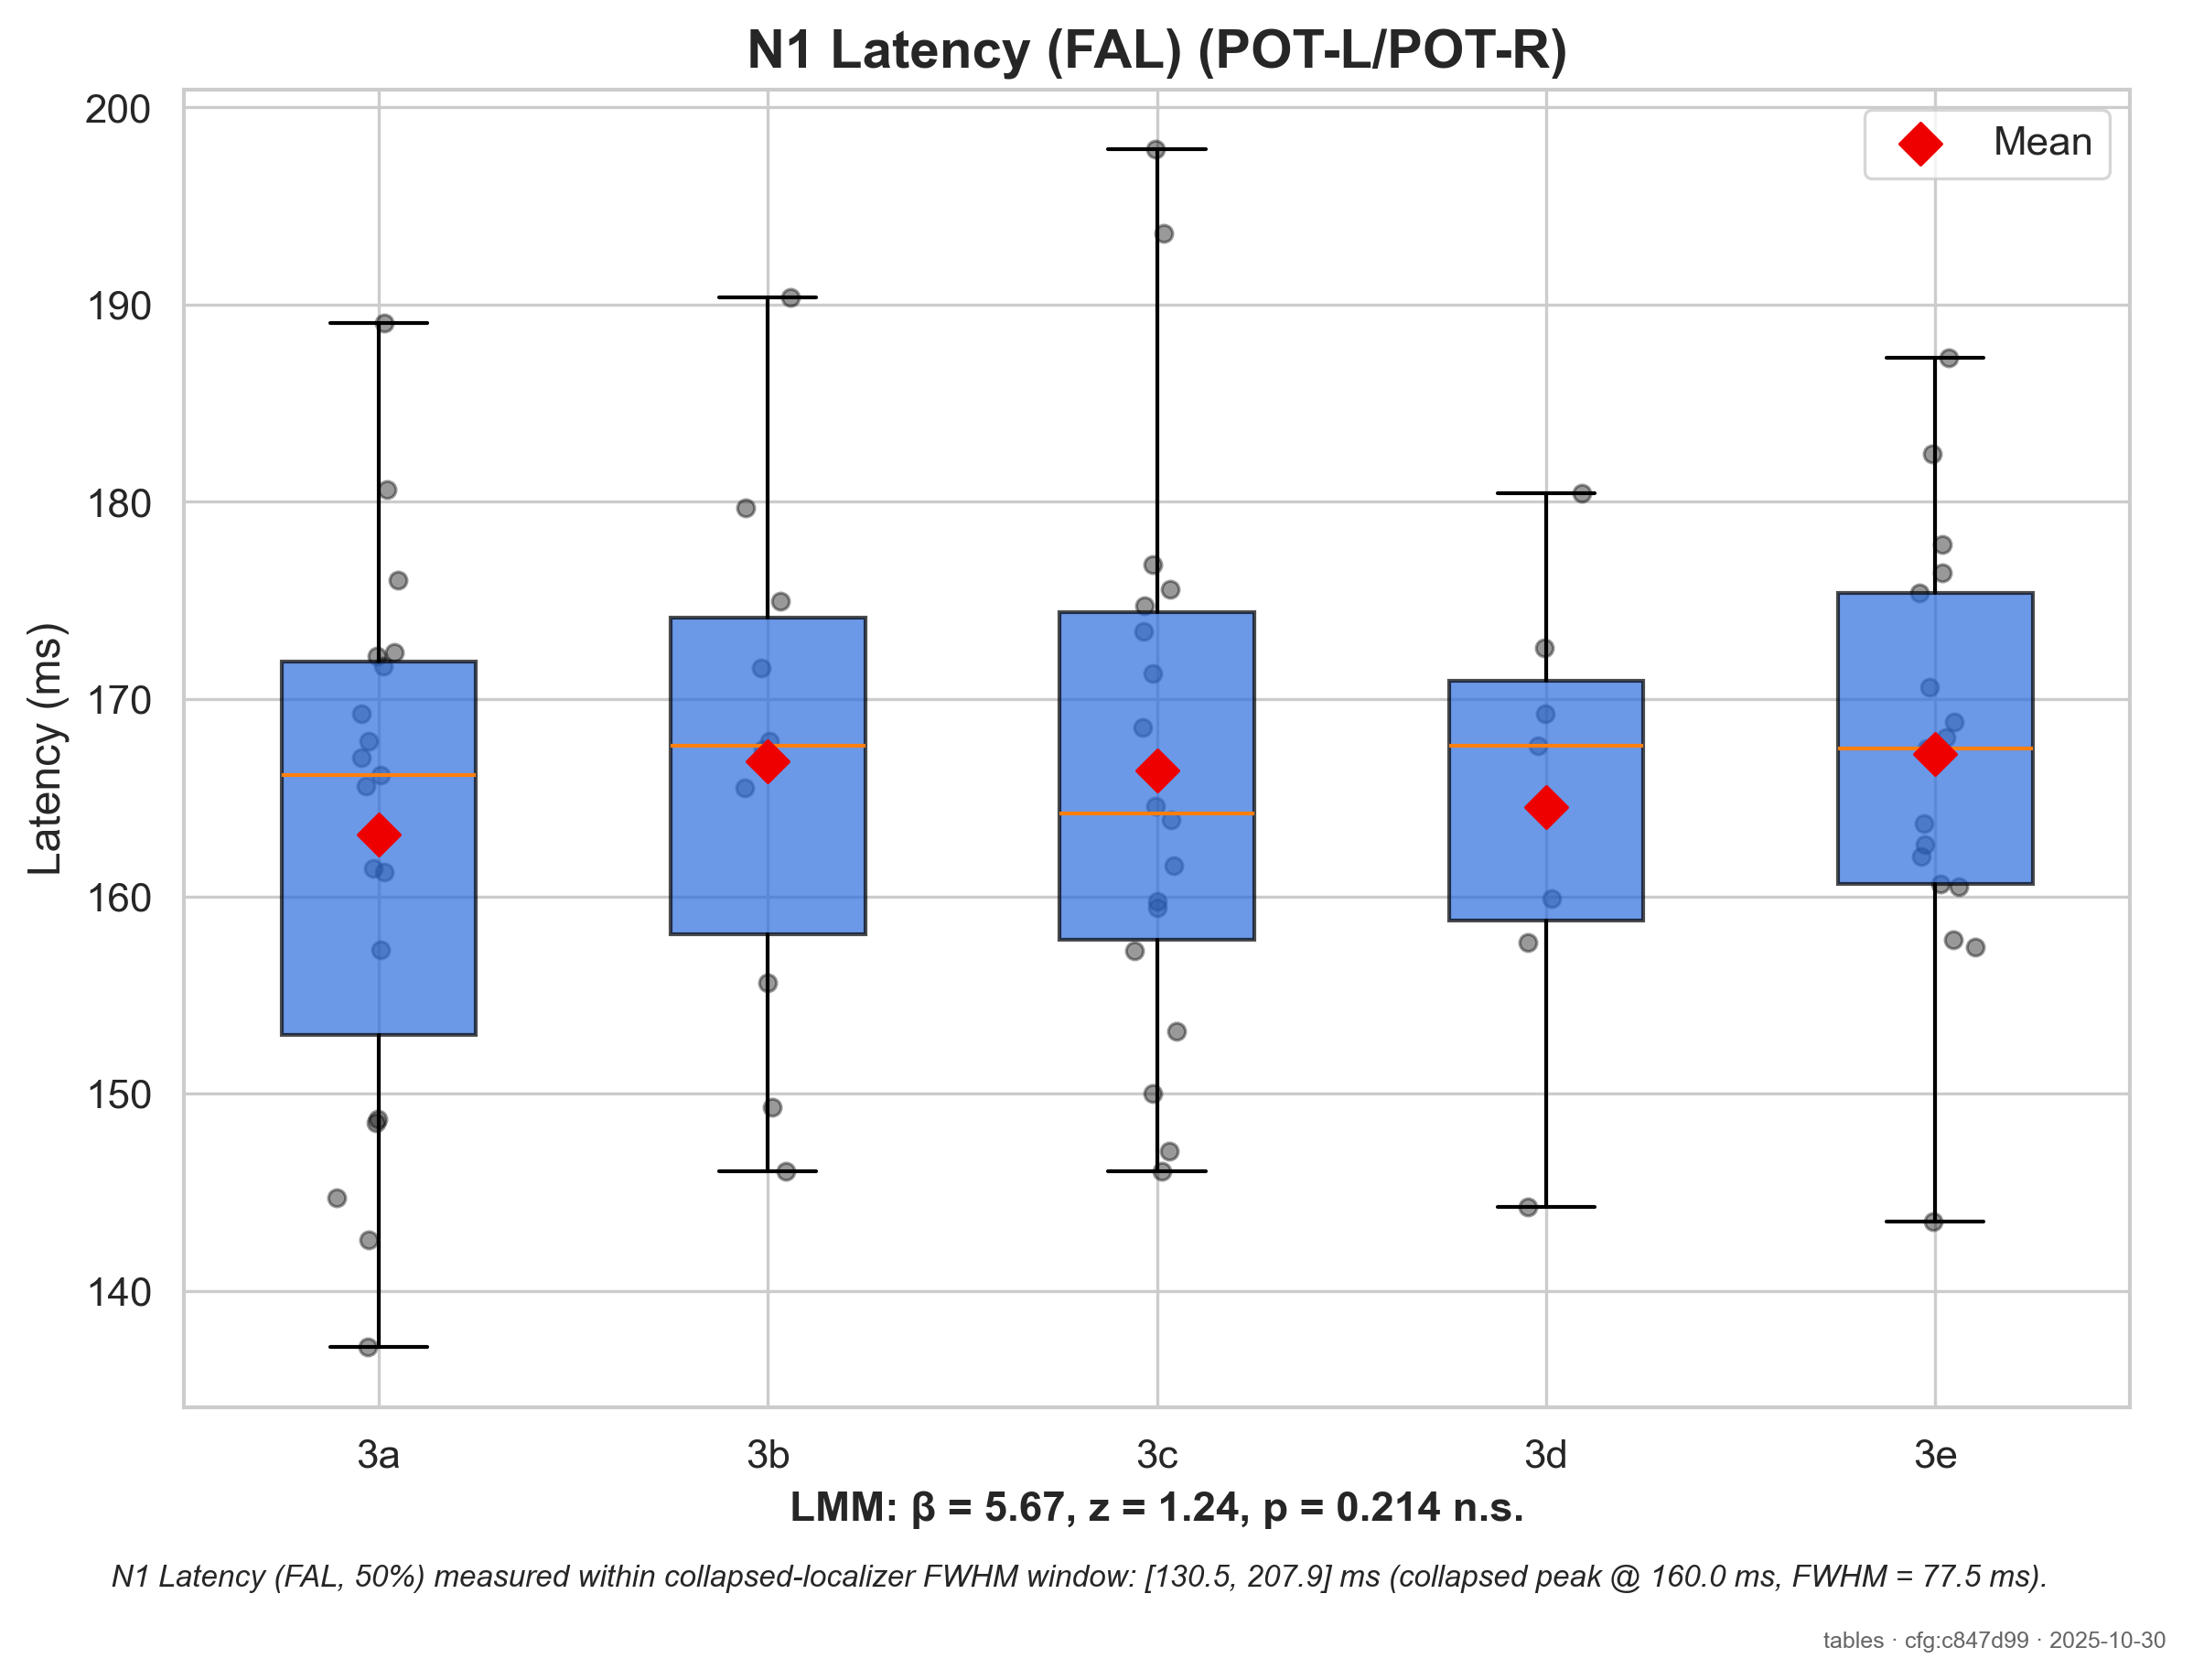 N1 Latency (FAL) (POT-L/POT-R)
200
190
180
170
160
150
140
Latency (ms)
Mean
3a 3b 3c 3d 3e
LMM: β = 5.67, z = 1.24, p = 0.214 n.s.
N1 Latency (FAL, 50%) measured within collapsed-localizer FWHM window: [130.5, 207.9] ms (collapsed peak @ 160.0 ms, FWHM = 77.5 ms).
tables · cfg:c847d99 · 2025-10-30